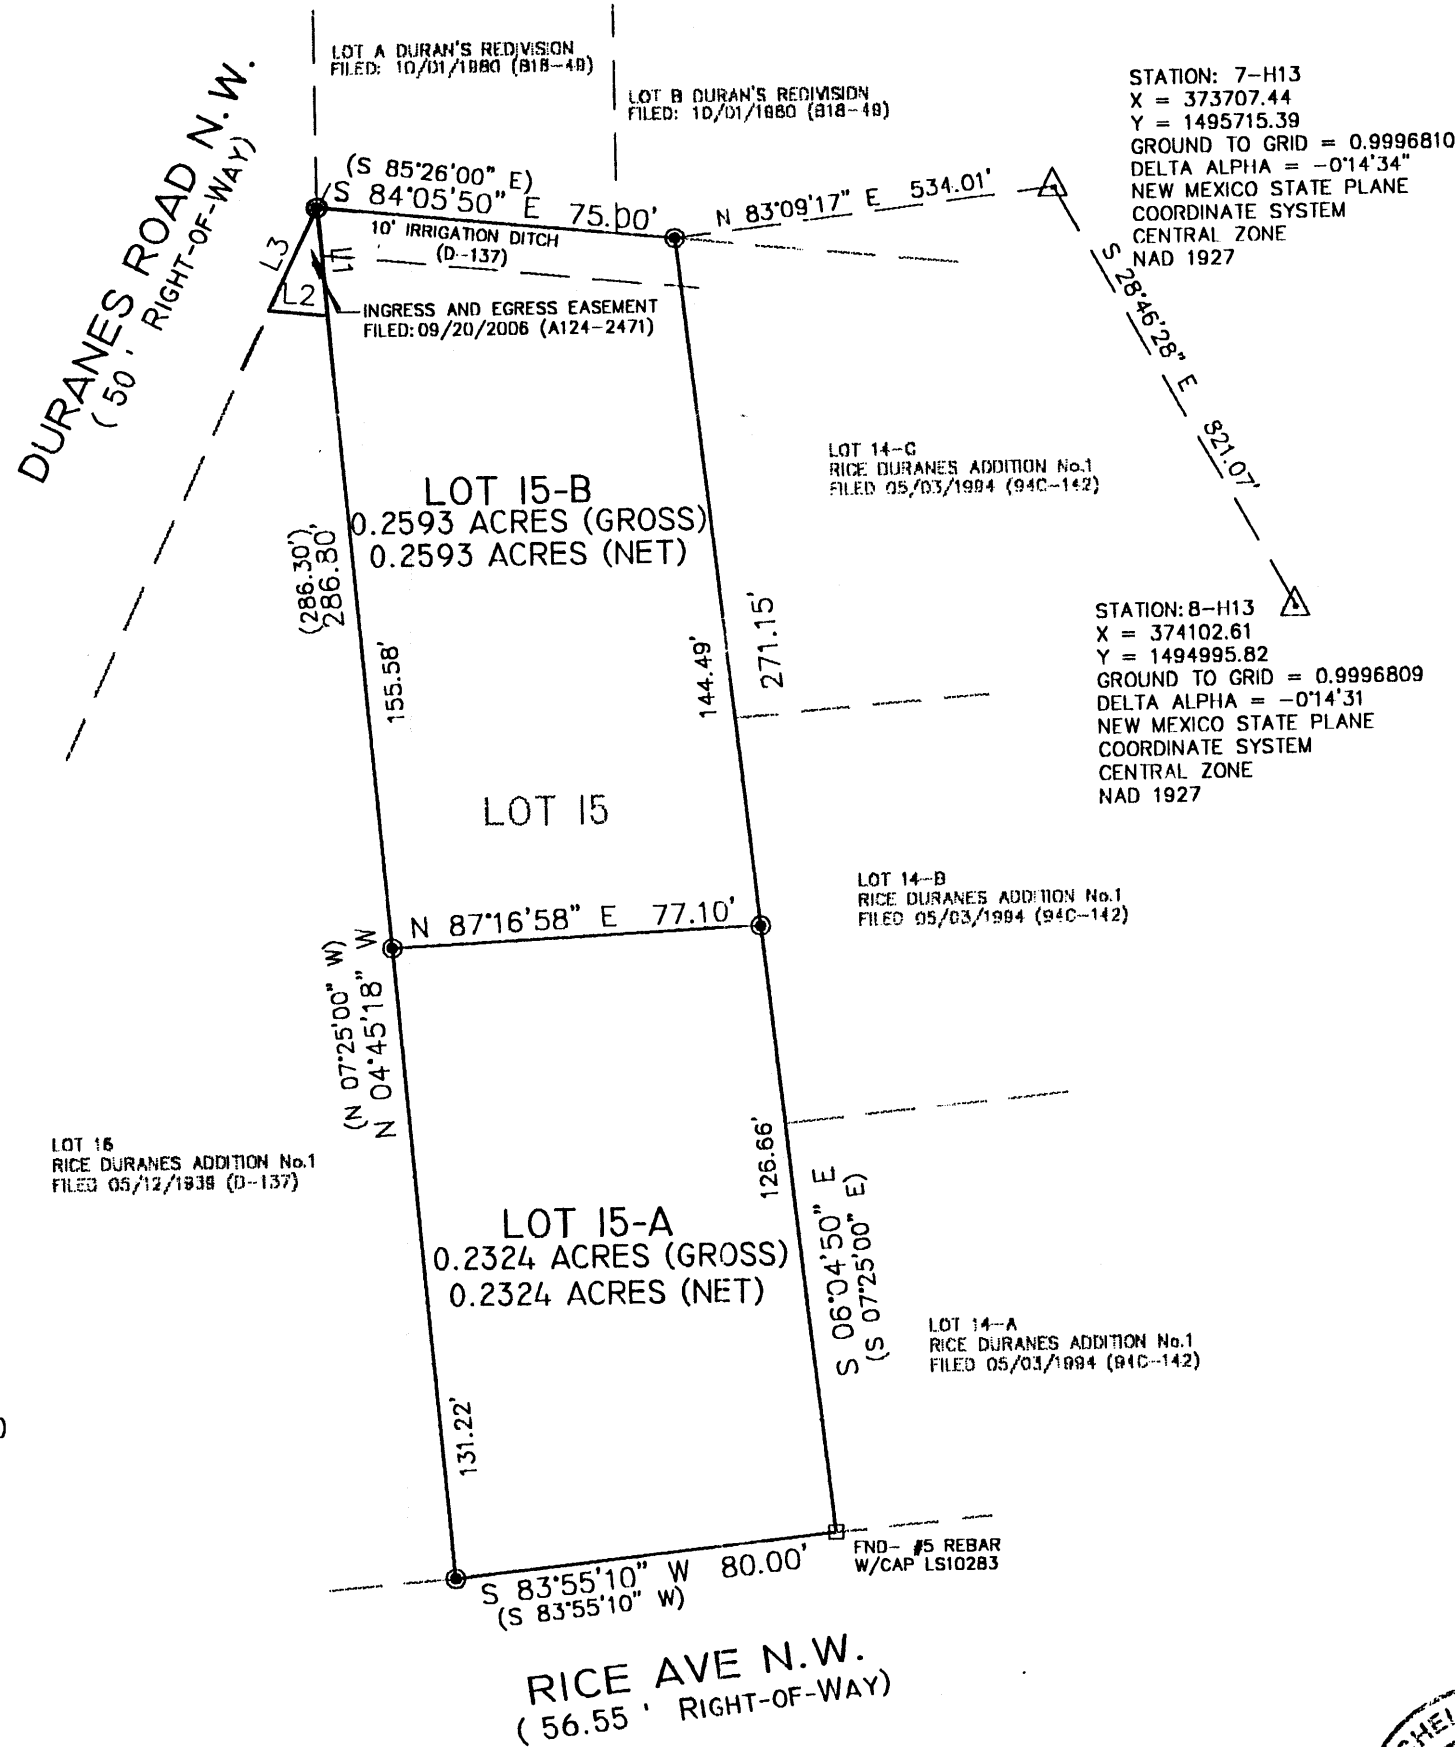 LOT A DURAN'S REDIVISION
FILED: 10/01/1980 (B18-49)
LOT B DURAN'S REDIVISION
FILED: 10/01/1980 (B18-49)
STATION: 7-H13
X = 373707.44
Y = 1495715.39
GROUND TO GRID = 0.9996810
DELTA ALPHA = -0°14'34"
NEW MEXICO STATE PLANE
COORDINATE SYSTEM
CENTRAL ZONE
NAD 1927
DURANES ROAD N.W.
( 50 ' RIGHT-OF-WAY)
(S 85°26'00" E)
S 84°05'50" E 75.00'
N 83°09'17" E 534.01'
10' IRRIGATION DITCH
(D-137)
L3
L1
L2
INGRESS AND EGRESS EASEMENT
FILED: 09/20/2006 (A124-2471)
S 28°46'28" E 821.07'
LOT 14-C
RICE DURANES ADDITION No.1
FILED 05/03/1994 (94C-142)
LOT 15-B
0.2593 ACRES (GROSS)
0.2593 ACRES (NET)
(286.30')
286.80'
155.58'
144.49'
271.15'
STATION: 8-H13
X = 374102.61
Y = 1494995.82
GROUND TO GRID = 0.9996809
DELTA ALPHA = -0°14'31
NEW MEXICO STATE PLANE
COORDINATE SYSTEM
CENTRAL ZONE
NAD 1927
LOT 15
LOT 14-B
RICE DURANES ADDITION No.1
FILED 05/03/1994 (94C-142)
N 87°16'58" E 77.10'
(N 07°25'00" W)
N 04°45'18" W
LOT 16
RICE DURANES ADDITION No.1
FILED 05/12/1939 (D-137)
126.66'
S 06°04'50" E
(S 07°25'00" E)
LOT 15-A
0.2324 ACRES (GROSS)
0.2324 ACRES (NET)
LOT 14-A
RICE DURANES ADDITION No.1
FILED 05/03/1994 (94C-142)
)
131.22'
FND- #5 REBAR
W/CAP LS10283
S 83°55'10" W 80.00'
(S 83°55'10" W)
RICE AVE N.W.
( 56.55 ' RIGHT-OF-WAY)